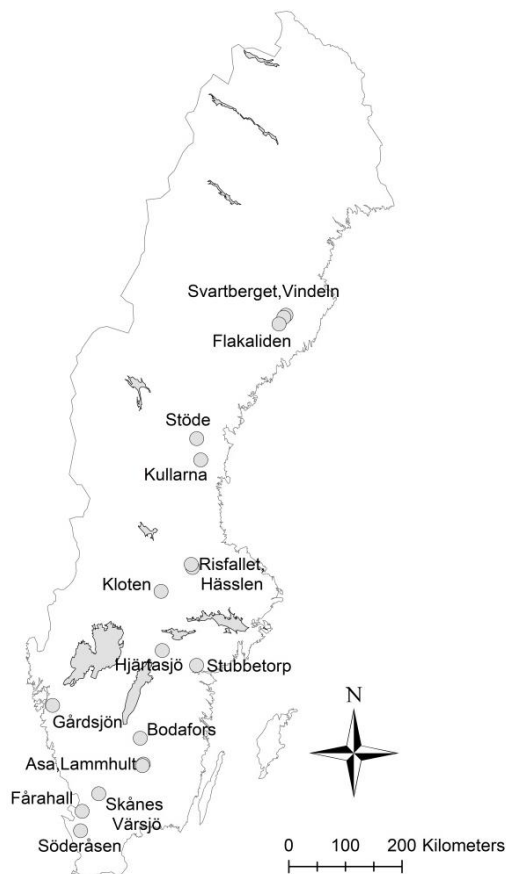 Svartberget,Vindeln
Flakaliden
Stöde
Kullarna
Risfallet,
Hässlen
Kloten
Hjärtasjö
Stubbetorp
Gårdsjön
N
Bodafors
Asa,Lammhult
Fårahall
Skånes
Värsjö
Söderåsen
0 100 200 Kilometers